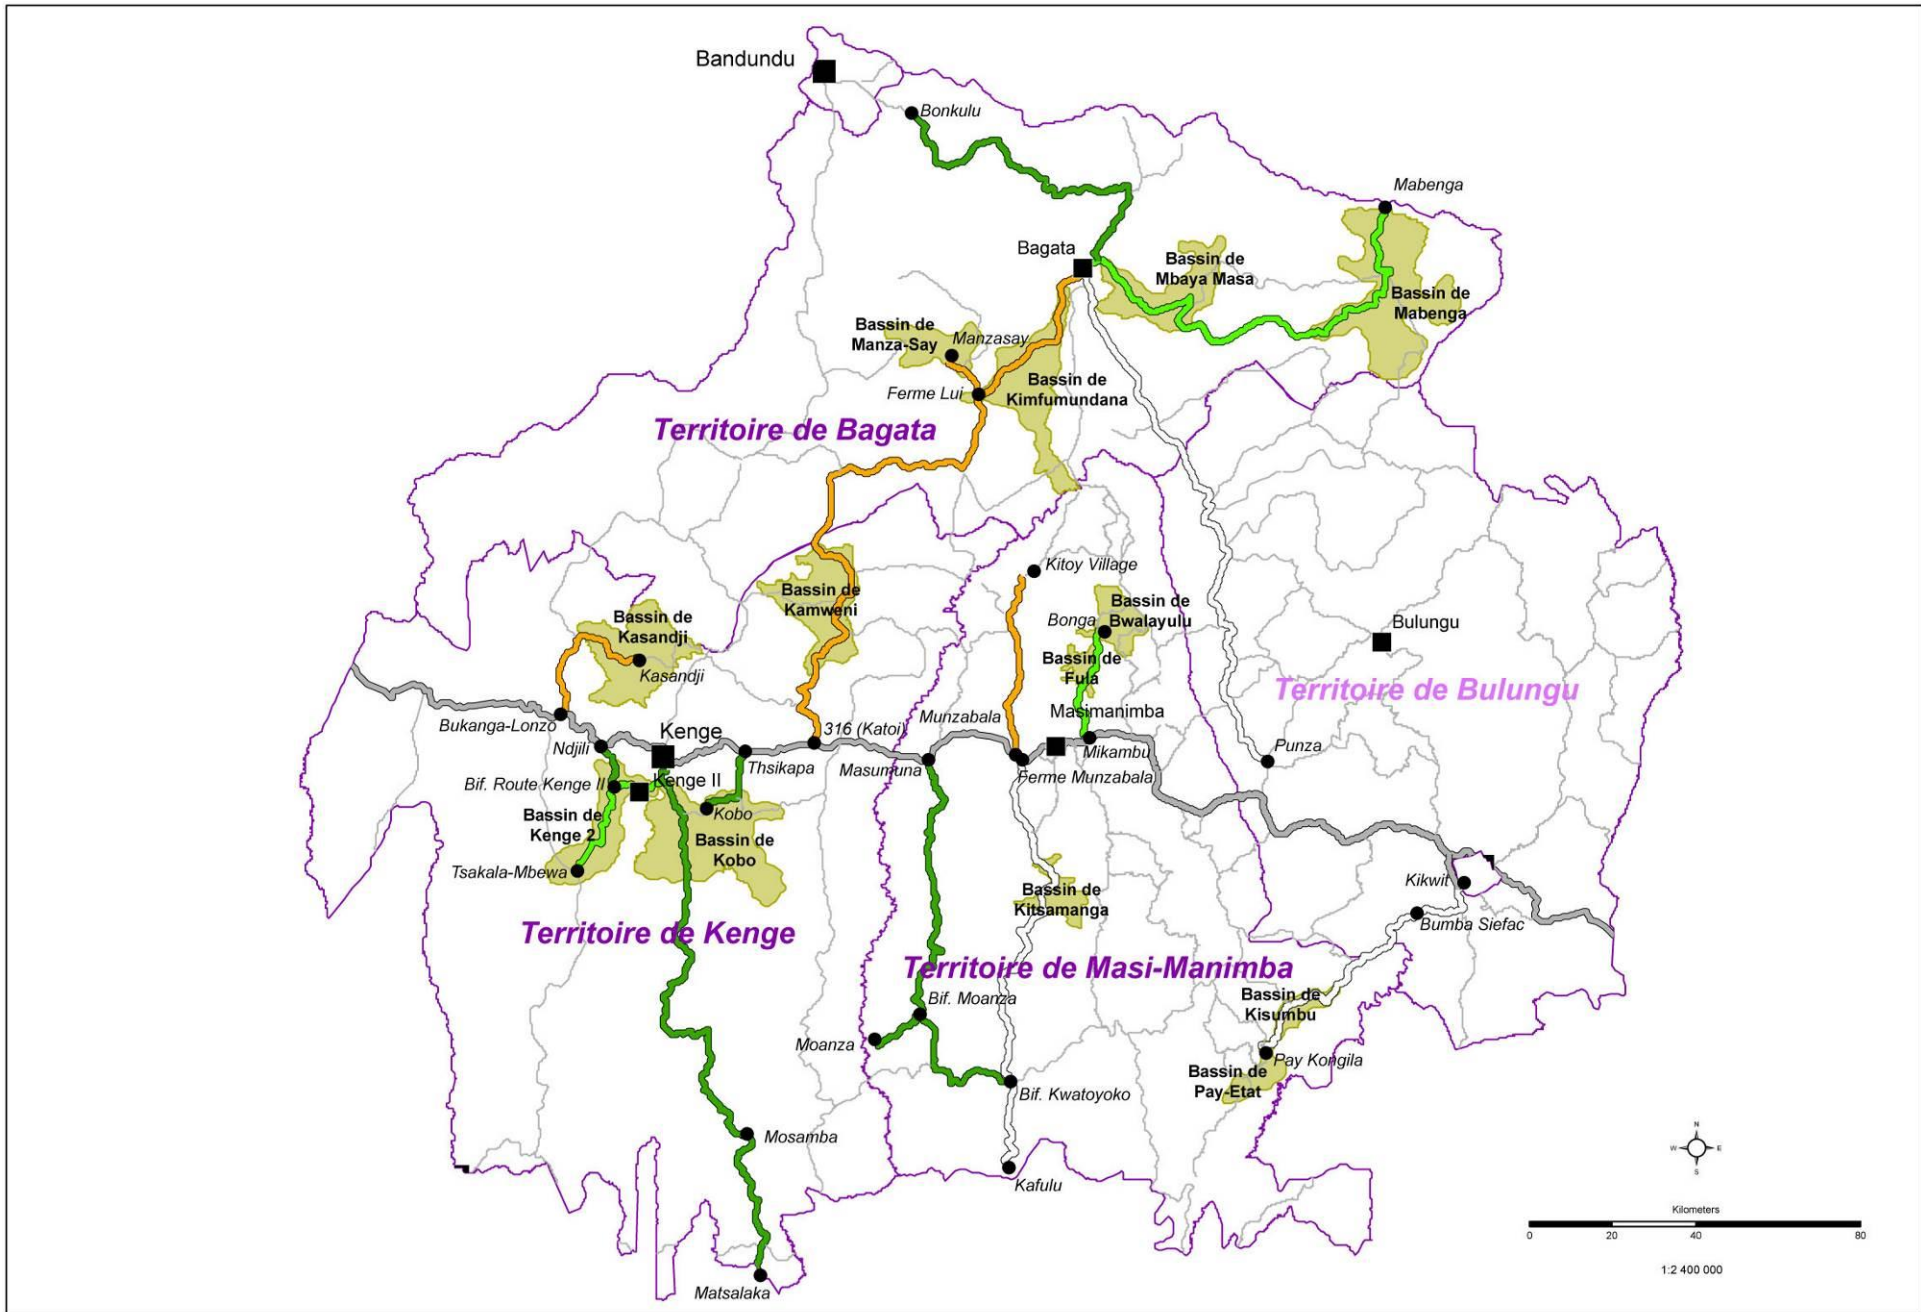 Bandundu
Bonkulu
Mabenga
Bagata
Bassin de
Mbaya Masa
Bassin de
Mabenga
Bassin de
Manza-Say
Manzasay
Ferme Lui
Bassin de
Kimfumundana
Territoire de Bagata
Kitoy Village
Bassin de
Kamweni
Bassin de
Bwalayulu
Bonga
Bassin de
Kasandji
Kasandji
Bassin de
Fula
Bulungu
Territoire de Bulungu
Bukanga-Lonzo
Ndjili
Kenge
316 (Katoi)
Munzabala
Masimanimba
Mikambu
Punza
Thsikapa
Masumuna
Ferme Munzabala
Bif. Route Kenge II
Kenge II
Bassin de
Kenge 2
Kobo
Bassin de
Kobo
Tsakala-Mbewa
Bassin de
Kitsamanga
Kikwit
Bumba Siefac
Territoire de Kenge
Territoire de Masi-Manimba
Bif. Moanza
Moanza
Bassin de
Kisumbu
Pay Kongila
Bassin de
Pay-Etat
Bif. Kwatoyoko
Mosamba
Kafulu
Matsalaka
N
W E
S
Kilometers
0 20 40 80
1:2 400 000